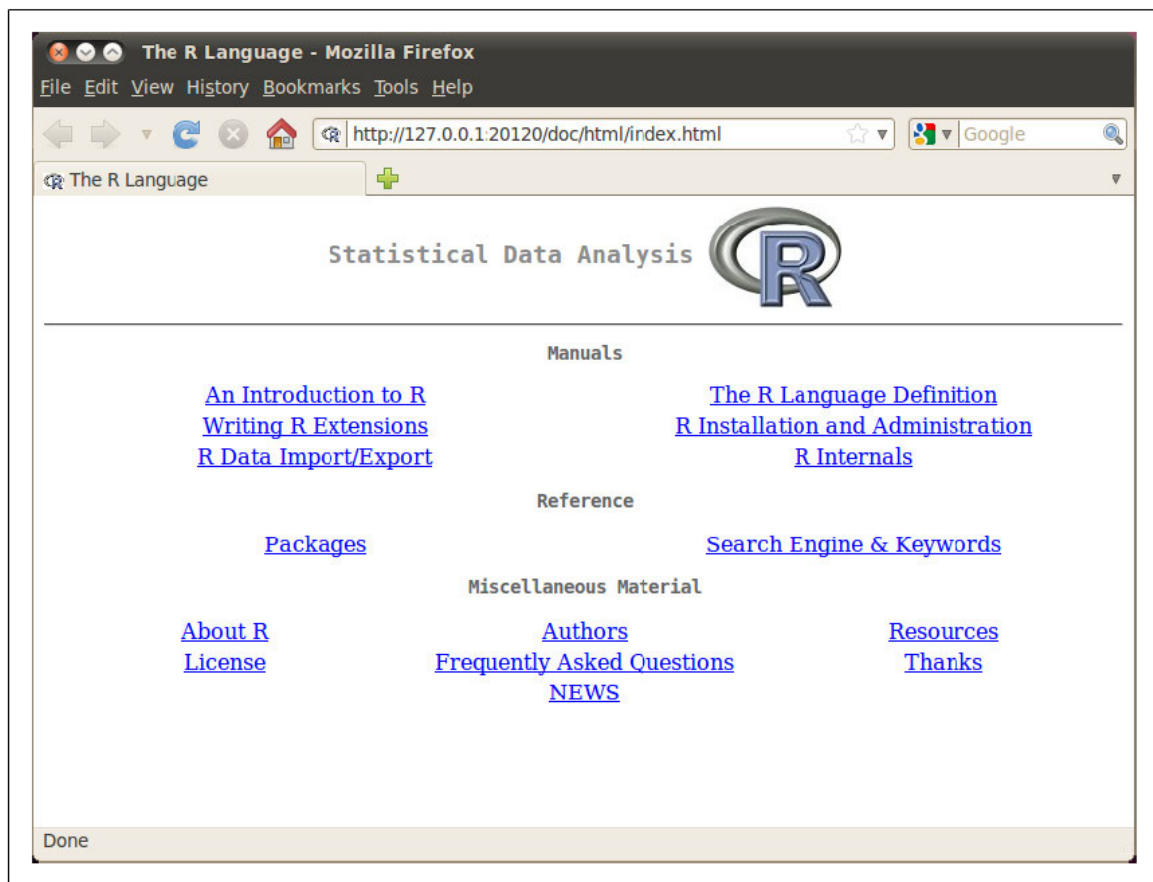 The R Language - Mozilla Firefox
File Edit View History Bookmarks Tools Help
http://127.0.0.1:20120/doc/html/index.html Google
The R Language
Statistical Data Analysis R
Manuals
An Introduction to R The R Language Definition
Writing R Extensions R Installation and Administration
R Data Import/Export R Internals
Reference
Packages Search Engine & Keywords
Miscellaneous Material
About R Authors Resources
License Frequently Asked Questions Thanks
NEWS
Done